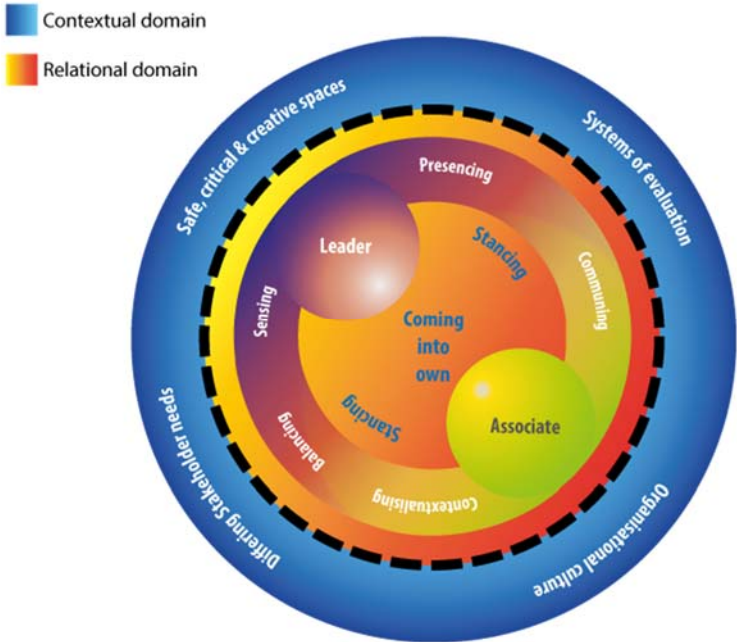 Contextual domain
Relational domain
Safe, critical & creative spaces
Systems of evaluation
Presencing
Leader
Stancing
Communing
Sensing
Coming
into
own
Stancing
Associate
Balancing
Contextualising
Differing Stakeholder needs
Organisational culture